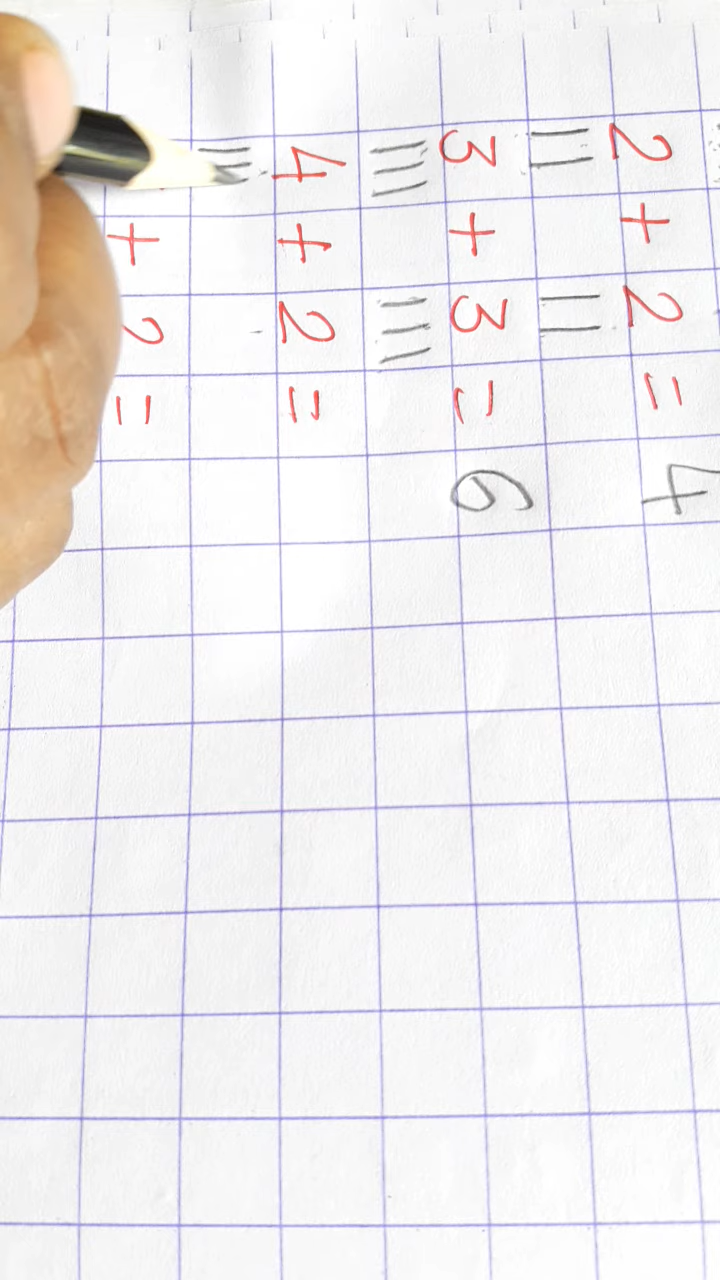 2 + 2 = 4
3 + 3 = 6
4 + 2 =
+ 2 =